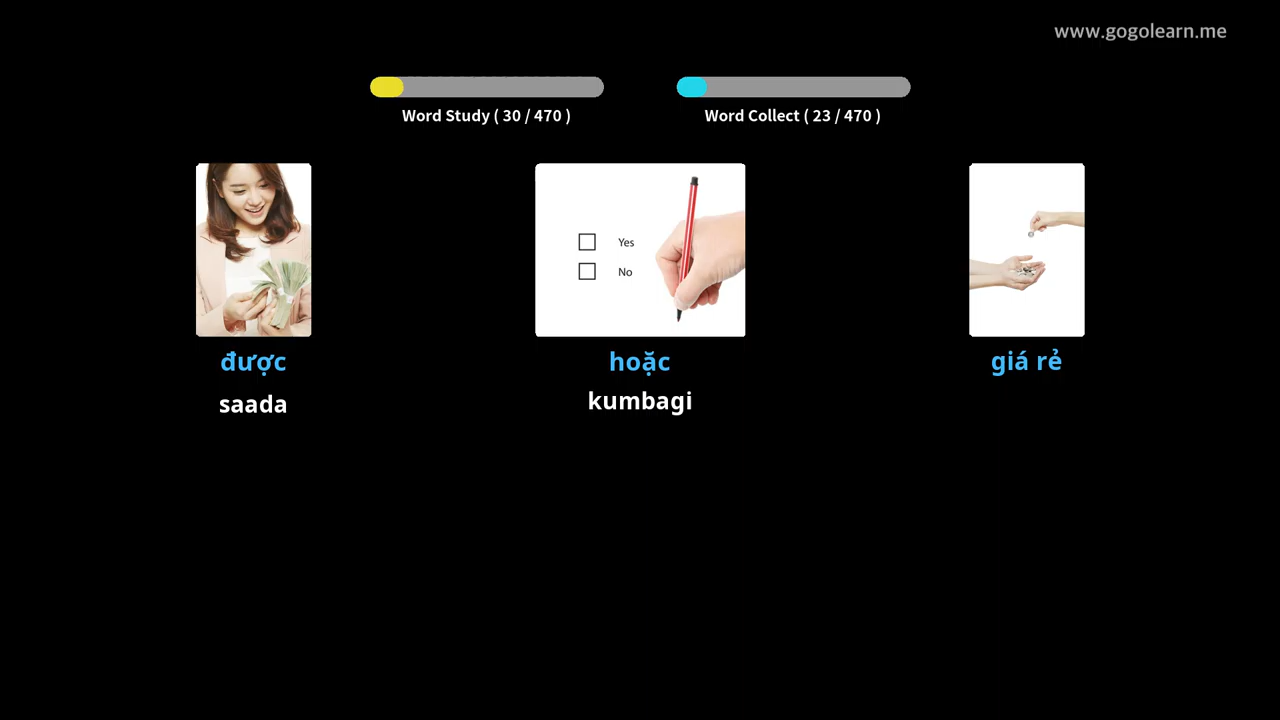 www.gogolearn.me
Word Study ( 30 / 470 )
Word Collect ( 23 / 470 )
Yes
No
được
hoặc
giá rẻ
saada
kumbagi